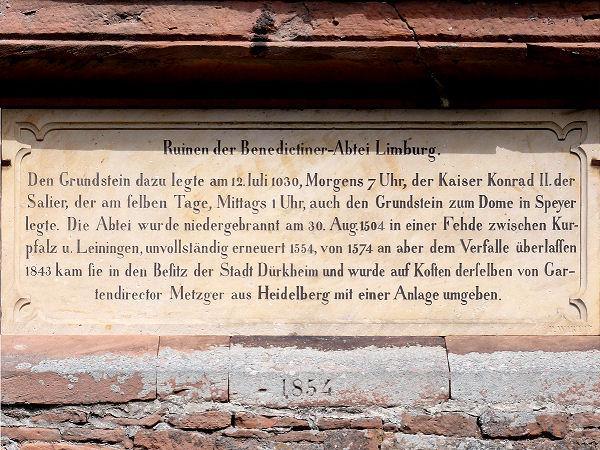 Ruinen der Benedictiner-Abtei Limburg.
Den Grundstein dazu legte am 12. Iuli 1030, Morgens 7 Uhr, der Kaiser Konrad II. der
Salier, der am ſelben Tage, Mittags 1 Uhr, auch den Grundstein zum Dome in Speyer
legte. Die Abtei wurde niedergebrannt am 30. Aug. 1504 in einer Fehde zwischen Kur-
pfalz u. Leiningen, unvollständig erneuert 1554, von 1574 an aber dem Verfalle überlaſſen
1843 kam ſie in den Beſitz der Stadt Dürkheim und wurde auf Koſten derſelben von Gar-
tendirector Metzger aus Heidelberg mit einer Anlage umgeben.
- 1854